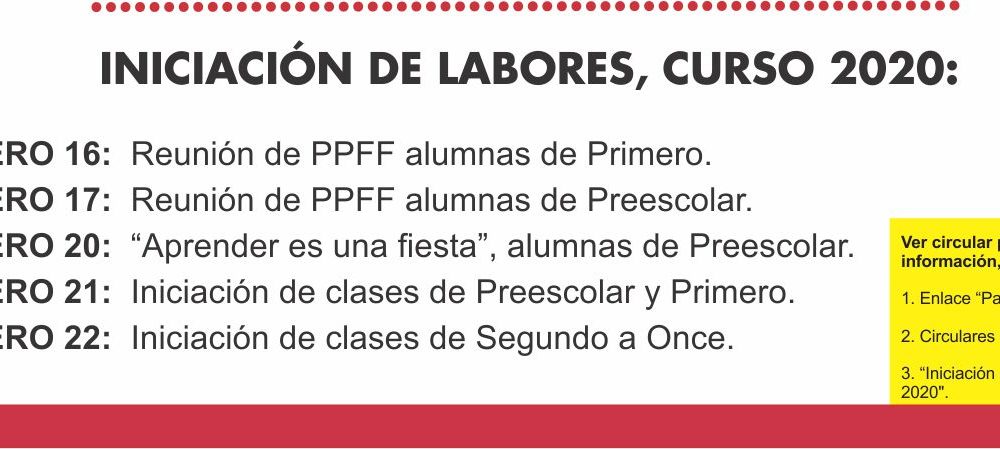 INICIACIÓN DE LABORES, CURSO 2020:
ERO 16: Reunión de PPFF alumnas de Primero.
ERO 17: Reunión de PPFF alumnas de Preescolar.
ERO 20: “Aprender es una fiesta”, alumnas de Preescolar.
ERO 21: Iniciación de clases de Preescolar y Primero.
ERO 22: Iniciación de clases de Segundo a Once.
Ver circular
información,
1. Enlace “Pa
2. Circulares
3. “Iniciación
2020".